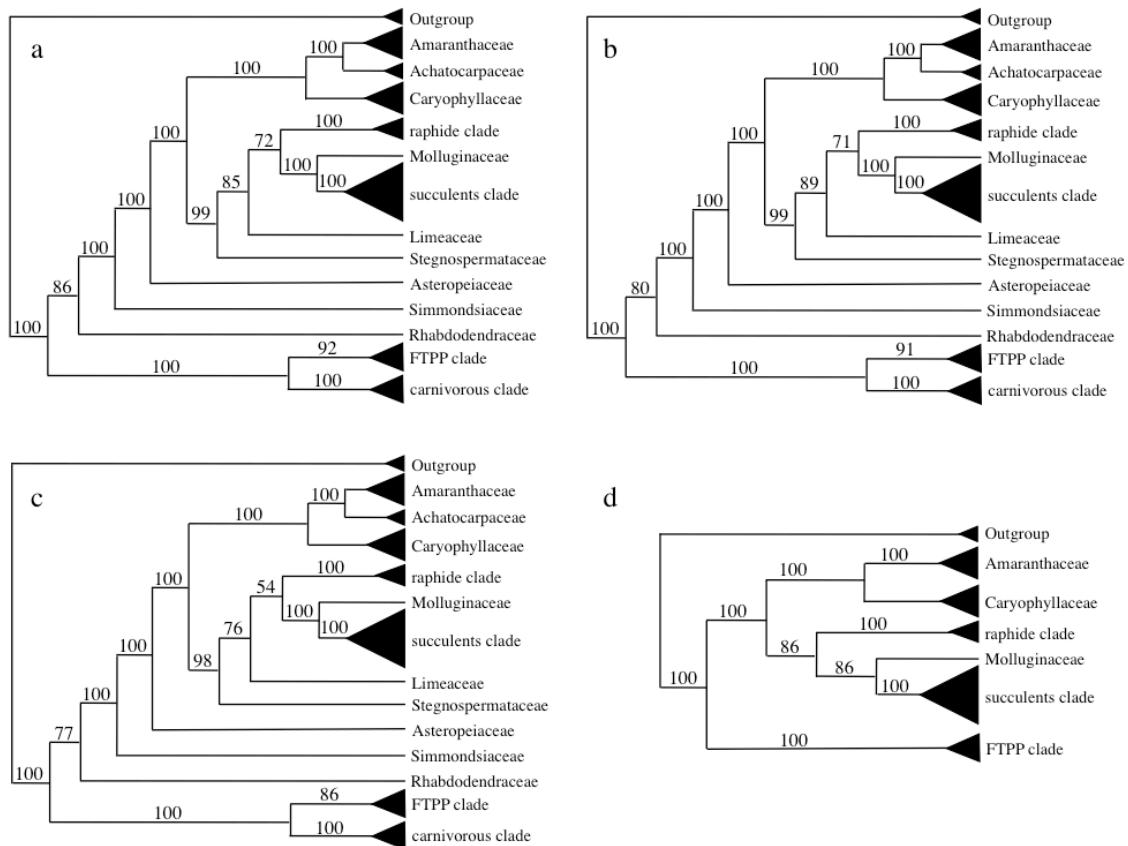 a
Outgroup
100
Amaranthaceae
100
Achatocarpaceae
Caryophyllaceae
100
72
100
raphide clade
100
Molluginaceae
85
100
succulents clade
99
Limeaceae
100
Stegnospermataceae
100
Asteropeiaceae
86
Simmondsiaceae
100
Rhabdodendraceae
92
FTPP clade
100
100
carnivorous clade
b
Outgroup
100
Amaranthaceae
100
Achatocarpaceae
Caryophyllaceae
100
71
100
raphide clade
100
Molluginaceae
89
100
succulents clade
99
Limeaceae
100
Stegnospermataceae
100
Asteropeiaceae
80
Simmondsiaceae
100
Rhabdodendraceae
91
FTPP clade
100
100
carnivorous clade
c
Outgroup
100
Amaranthaceae
100
Achatocarpaceae
Caryophyllaceae
100
54
100
raphide clade
100
Molluginaceae
76
100
succulents clade
98
Limeaceae
100
Stegnospermataceae
100
Asteropeiaceae
77
Simmondsiaceae
100
Rhabdodendraceae
86
FTPP clade
100
100
carnivorous clade
d
Outgroup
100
Amaranthaceae
100
Caryophyllaceae
100
100
raphide clade
86
Molluginaceae
86
100
succulents clade
100
100
FTPP clade